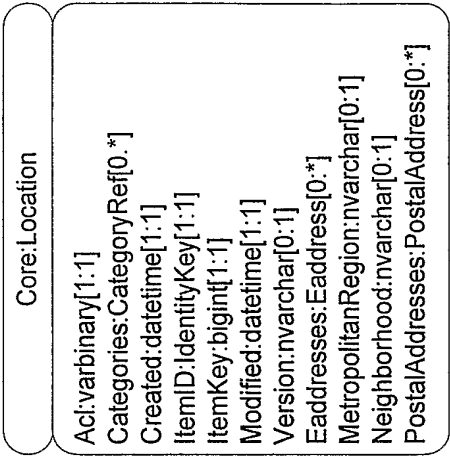 Core:Location
Acl:varbinary[1:1]
Categories:CategoryRef[0..*]
Created:datetime[1:1]
ItemID:IdentityKey[1:1]
ItemKey:bigint[1:1]
Modified:datetime[1:1]
Version:nvarchar[0:1]
Eaddresses:Eaddress[0:*]
MetropolitanRegion:nvarchar[0:1]
Neighborhood:nvarchar[0:1]
PostalAddresses:PostalAddress[0:*]